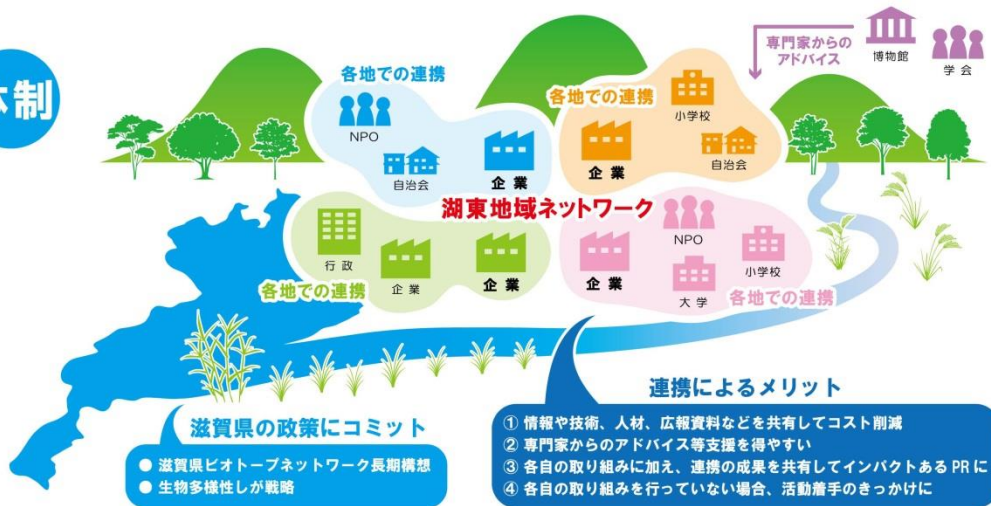 体制
専門家からの
アドバイス
博物館
学会
各地での連携
NPO
自治会
企業
各地での連携
小学校
企業
自治会
湖東地域ネットワーク
行政
企業
企業
各地での連携
NPO
企業
大学
小学校
各地での連携
滋賀県の政策にコミット
● 滋賀県ビオトープネットワーク長期構想
● 生物多様性しが戦略
連携によるメリット
① 情報や技術、人材、広報資料などを共有してコスト削減
② 専門家からのアドバイス等支援を得やすい
③ 各自の取り組みに加え、連携の成果を共有してインパクトある PR に
④ 各自の取り組みを行っていない場合、活動着手のきっかけに